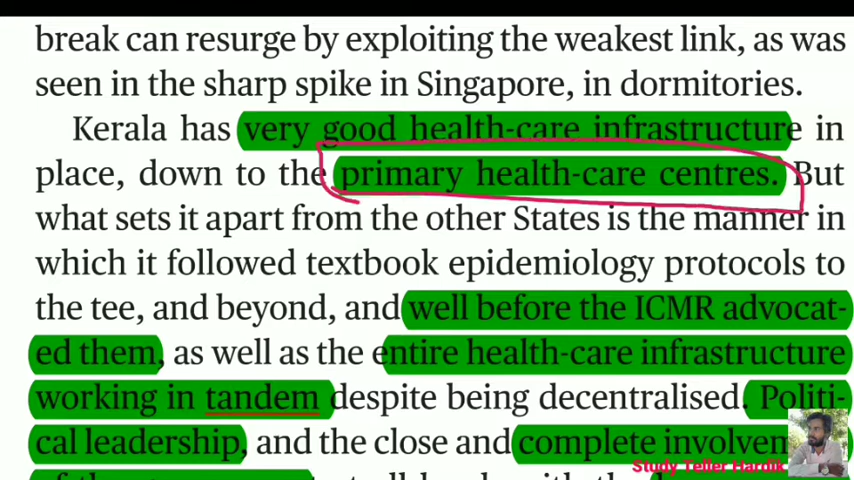 break can resurge by exploiting the weakest link, as was
seen in the sharp spike in Singapore, in dormitories.
Kerala has very good health-care infrastructure in
place, down to the primary health-care centres. But
what sets it apart from the other States is the manner in
which it followed textbook epidemiology protocols to
the tee, and beyond, and well before the ICMR advocat-
ed them, as well as the entire health-care infrastructure
working in tandem despite being decentralised. Politi-
cal leadership, and the close and complete
Study Teller Hardik